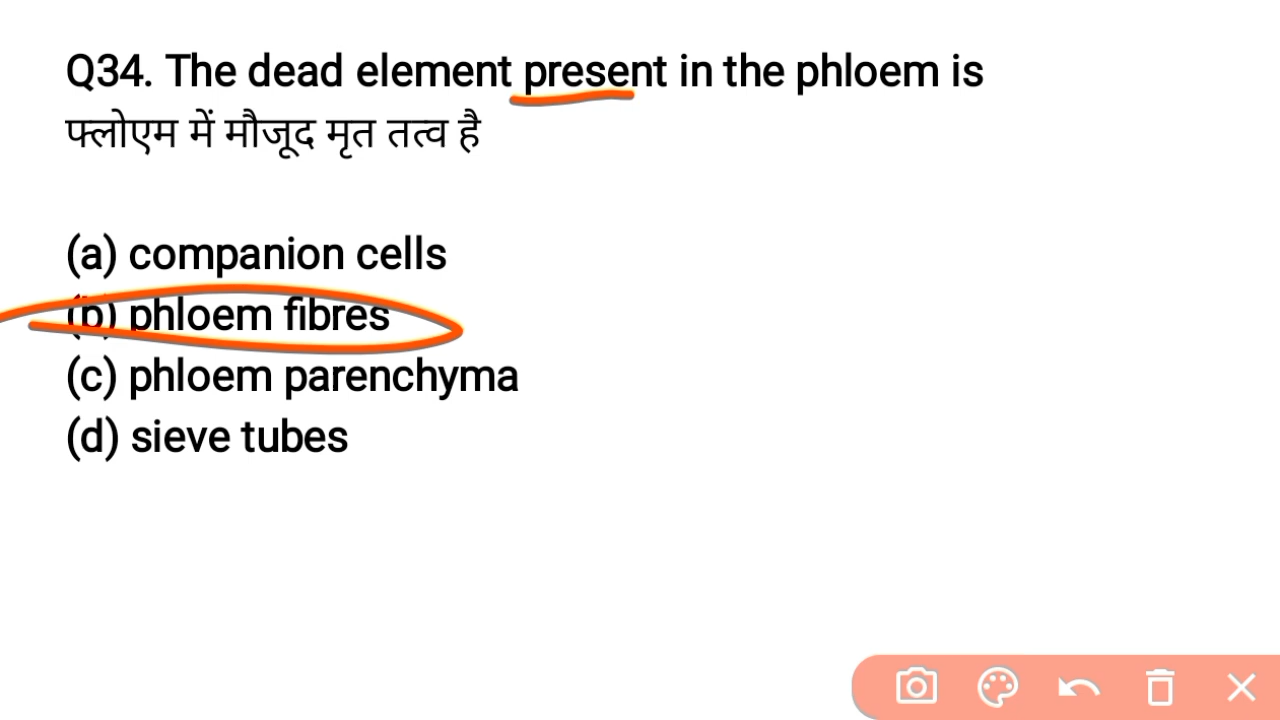 Q34. The dead element present in the phloem is
फ्लोएम में मौजूद मृत तत्व है
(a) companion cells
(b) phloem fibres
(c) phloem parenchyma
(d) sieve tubes